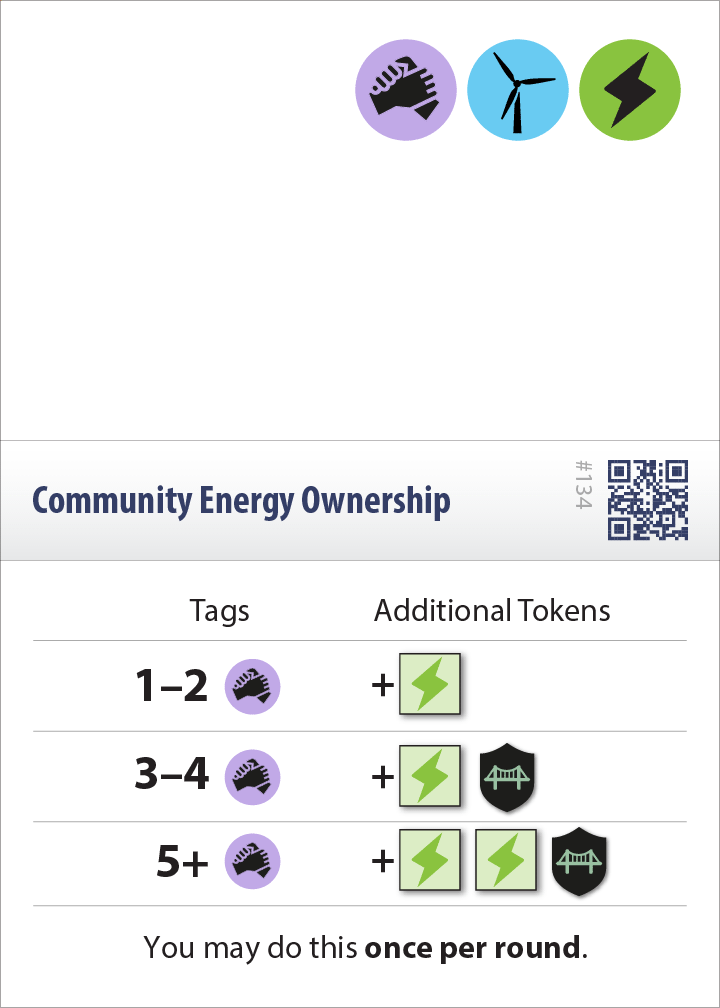 Community Energy Ownership
#134
Tags Additional Tokens
1–2 +
3–4 +
5+ +
You may do this once per round.